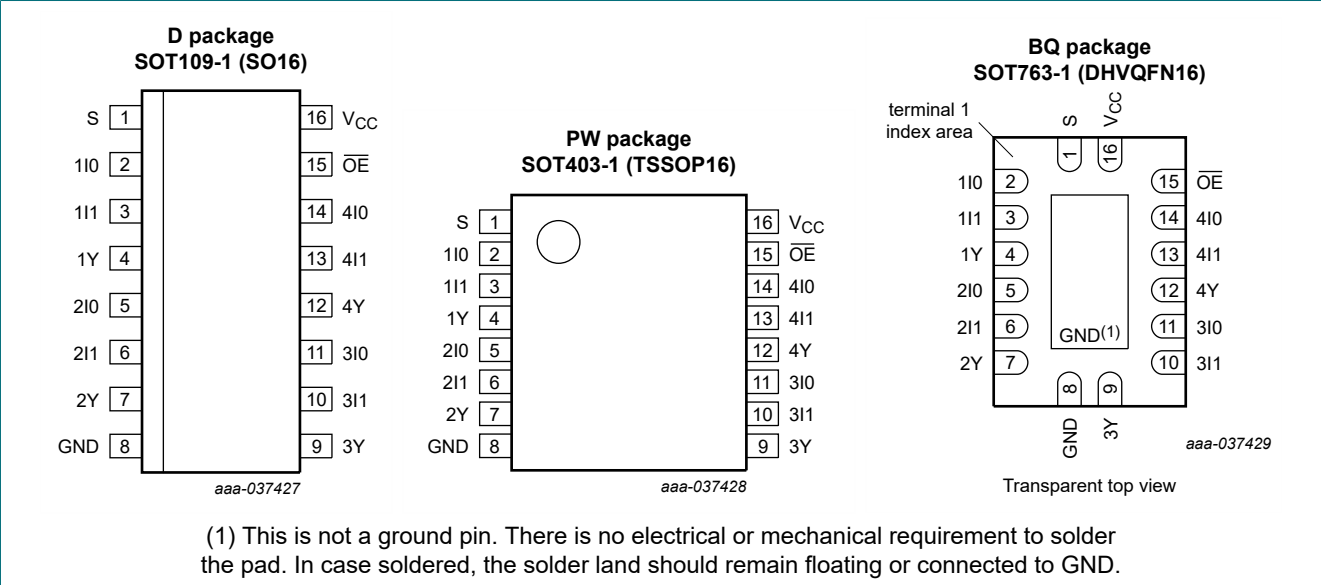 D package
SOT109-1 (SO16)
S 1
16 VCC
1I0 2
15 OE
1I1 3
14 4I0
1Y 4
13 4I1
2I0 5
12 4Y
2I1 6
11 3I0
2Y 7
10 3I1
GND 8
9 3Y
aaa-037427
PW package
SOT403-1 (TSSOP16)
S 1
16 VCC
1I0 2
15 OE
1I1 3
14 4I0
1Y 4
13 4I1
2I0 5
12 4Y
2I1 6
11 3I0
2Y 7
10 3I1
GND 8
9 3Y
aaa-037428
BQ package
SOT763-1 (DHVQFN16)
terminal 1
index area
S
VCC
1
16
1I0 2
15 OE
1I1 3
14 4I0
1Y 4
13 4I1
2I0 5
12 4Y
2I1 6
11 3I0
GND(1)
2Y 7
10 3I1
8
9
GND
3Y
aaa-037429
Transparent top view
(1) This is not a ground pin. There is no electrical or mechanical requirement to solder
the pad. In case soldered, the solder land should remain floating or connected to GND.